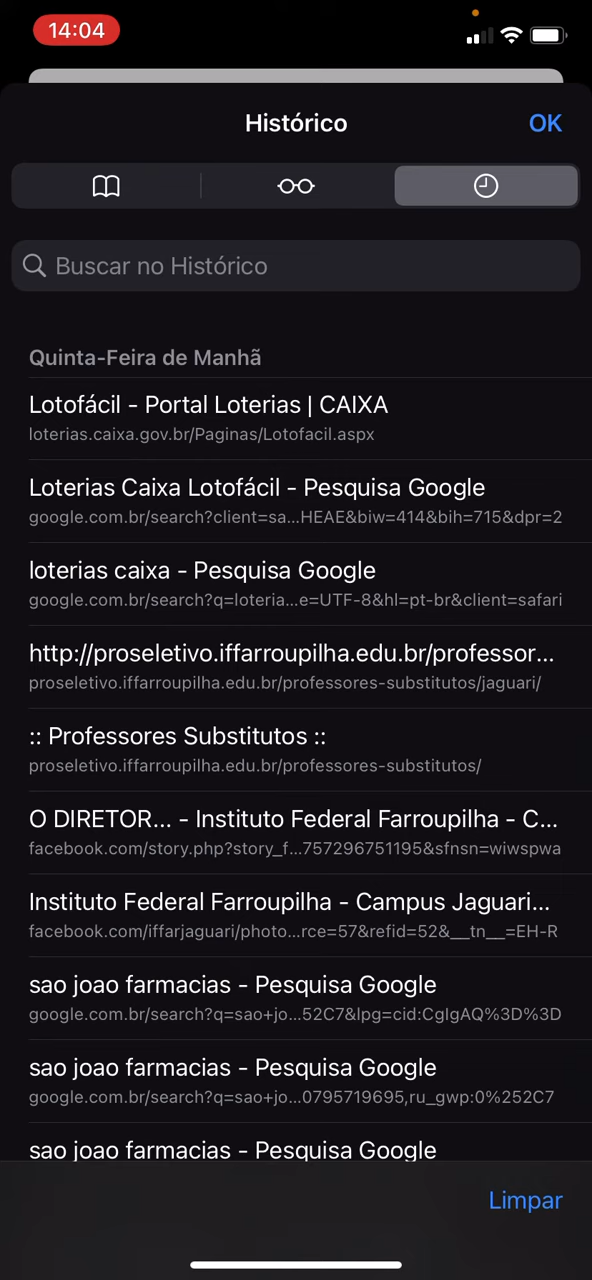 14:04
Histórico
OK
Buscar no Histórico
Quinta-Feira de Manhã
Lotofácil - Portal Loterias | CAIXA
loterias.caixa.gov.br/Paginas/Lotofacil.aspx
Loterias Caixa Lotofácil - Pesquisa Google
google.com.br/search?client=sa...HEAE&biw=414&bih=715&dpr=2
loterias caixa - Pesquisa Google
google.com.br/search?q=loteria...e=UTF-8&hl=pt-br&client=safari
http://proseletivo.iffarroupilha.edu.br/professor...
proseletivo.iffarroupilha.edu.br/professores-substitutos/jaguari/
:: Professores Substitutos ::
proseletivo.iffarroupilha.edu.br/professores-substitutos/
O DIRETOR... - Instituto Federal Farroupilha - C...
facebook.com/story.php?story_f...757296751195&sfnsn=wiwspwa
Instituto Federal Farroupilha - Campus Jaguari...
facebook.com/iffarjaguari/photo...rce=57&refid=52&__tn__=EH-R
sao joao farmacias - Pesquisa Google
google.com.br/search?q=sao+jo...52C7&lpg=cid:CgIgAQ%3D%3D
sao joao farmacias - Pesquisa Google
google.com.br/search?q=sao+jo...0795719695,ru_gwp:0%252C7
sao joao farmacias - Pesquisa Google
Limpar